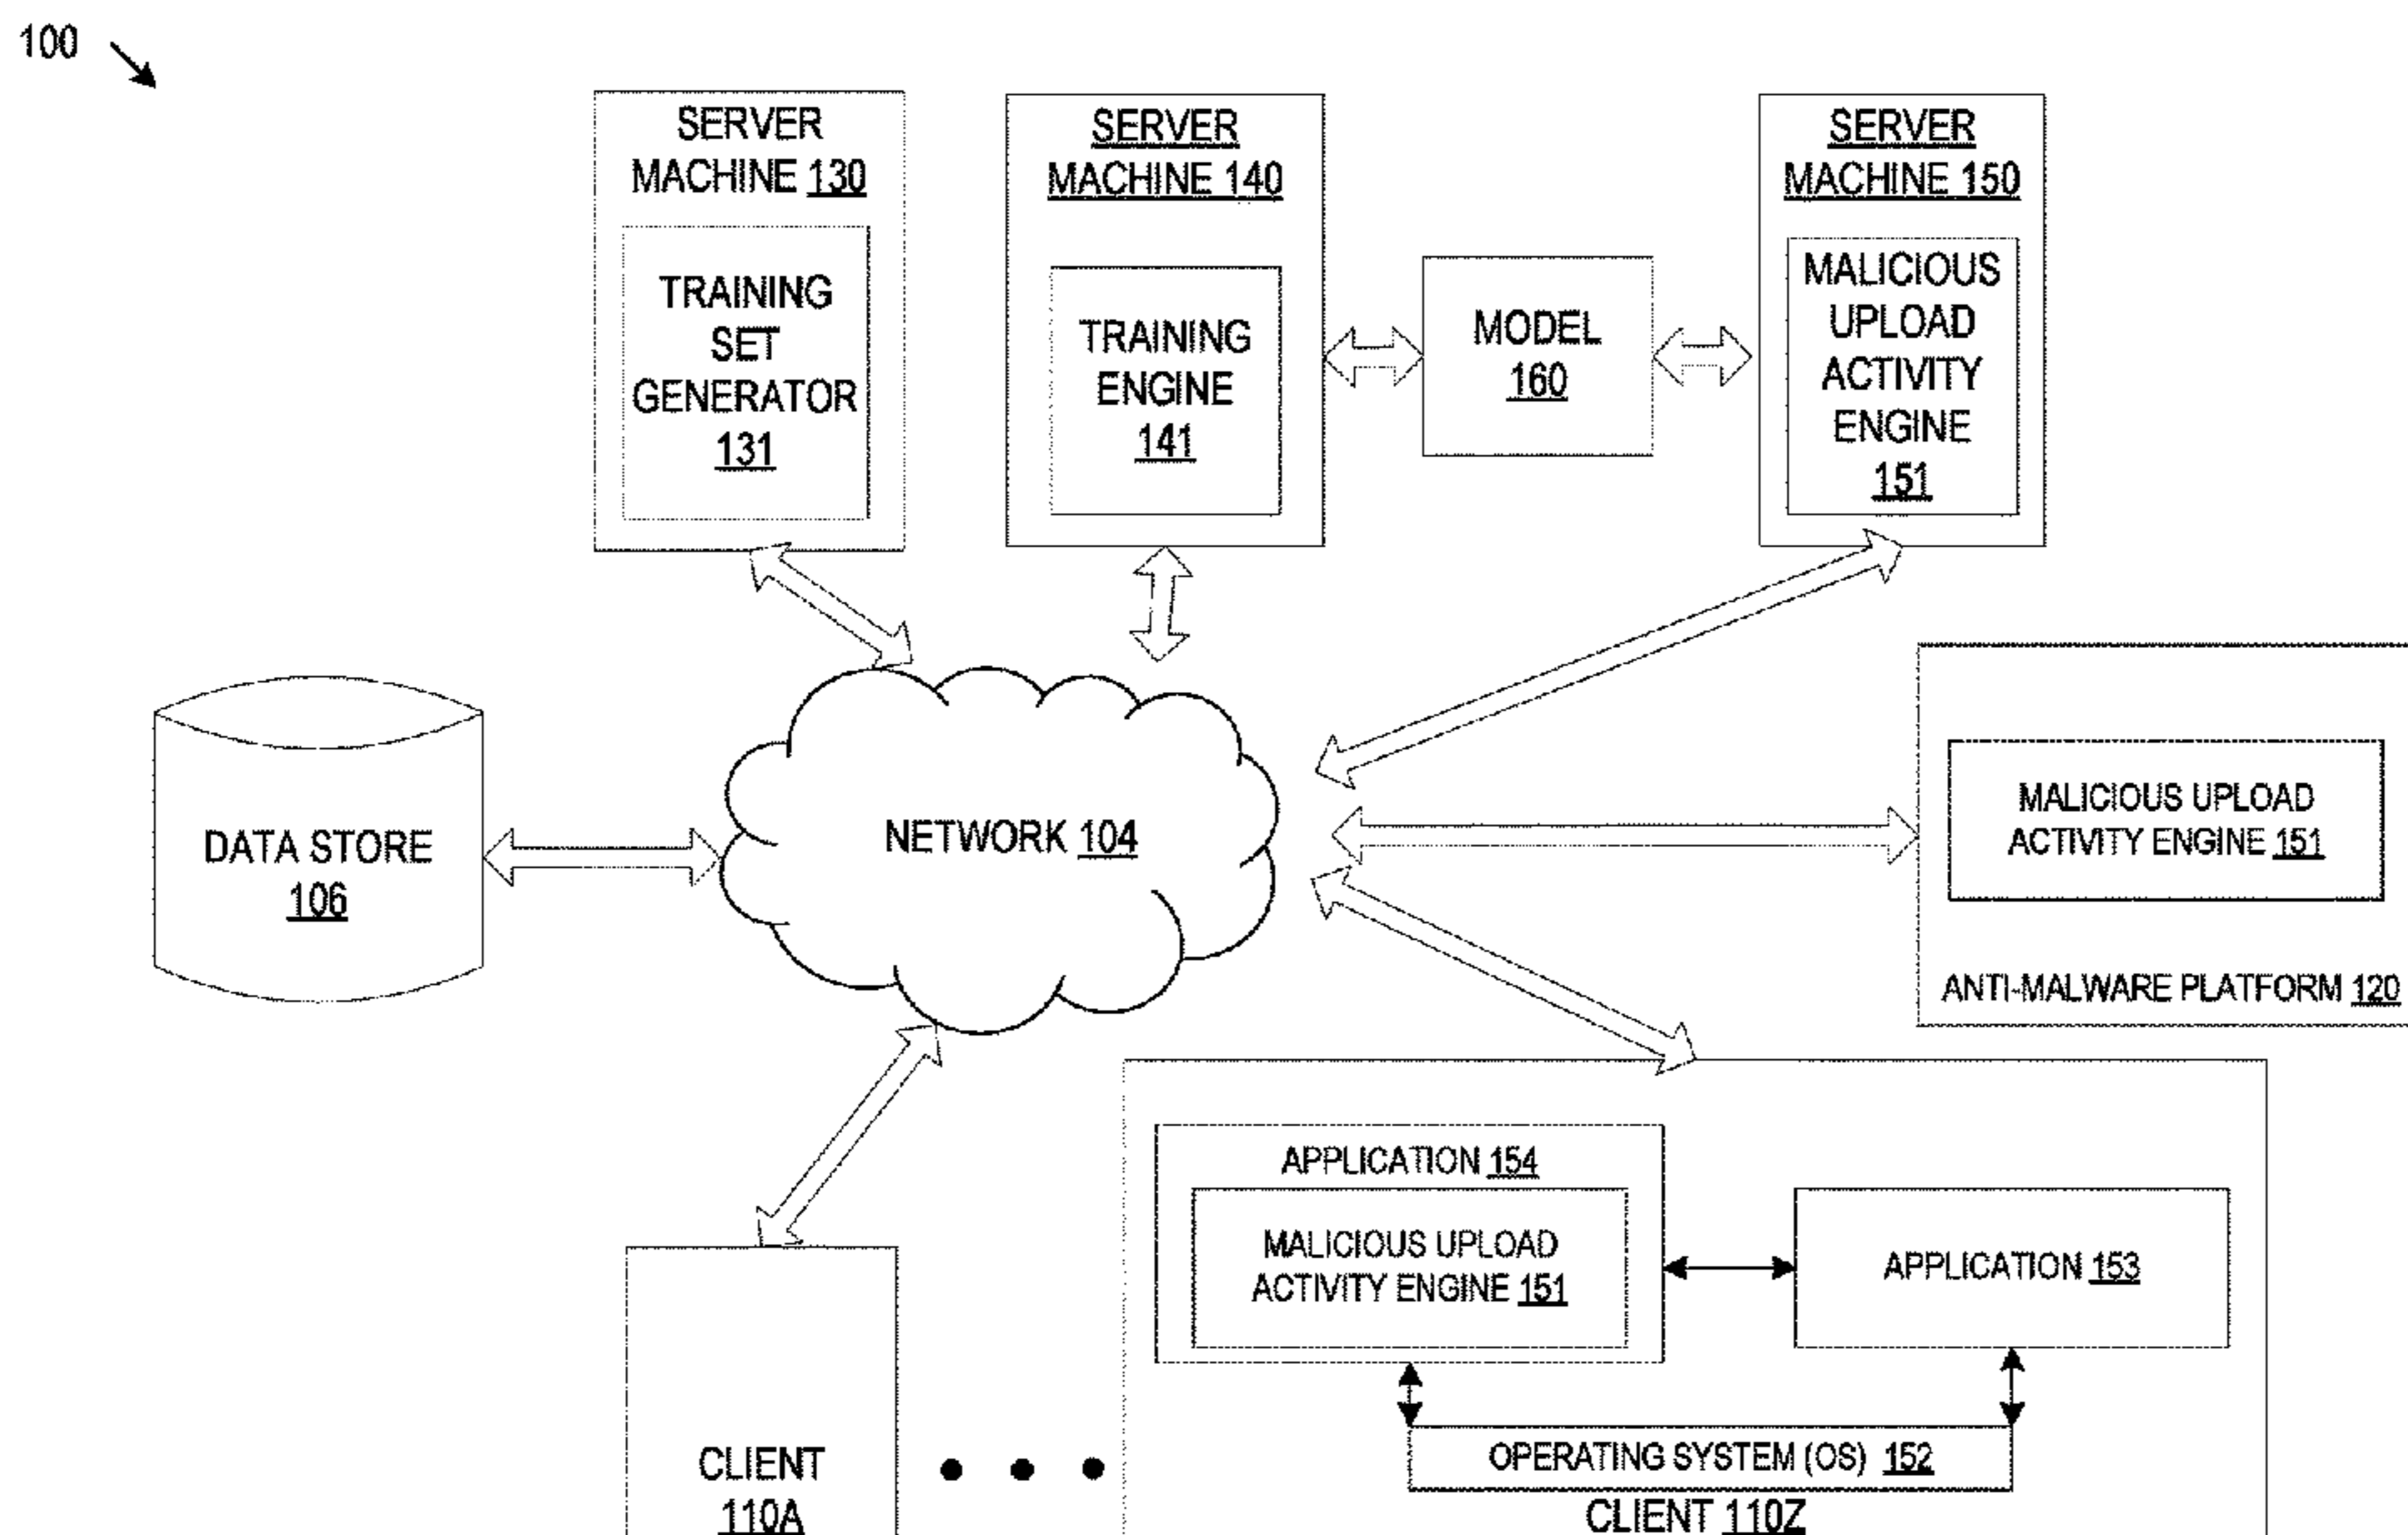 100
SERVER
MACHINE 130
TRAINING
SET
GENERATOR
131
SERVER
MACHINE 140
TRAINING
ENGINE
141
MODEL
160
SERVER
MACHINE 150
MALICIOUS
UPLOAD
ACTIVITY
ENGINE
151
DATA STORE
106
NETWORK 104
MALICIOUS UPLOAD
ACTIVITY ENGINE 151
ANTI-MALWARE PLATFORM 120
CLIENT
110A
APPLICATION 154
MALICIOUS UPLOAD
ACTIVITY ENGINE 151
APPLICATION 153
OPERATING SYSTEM (OS) 152
CLIENT 110Z